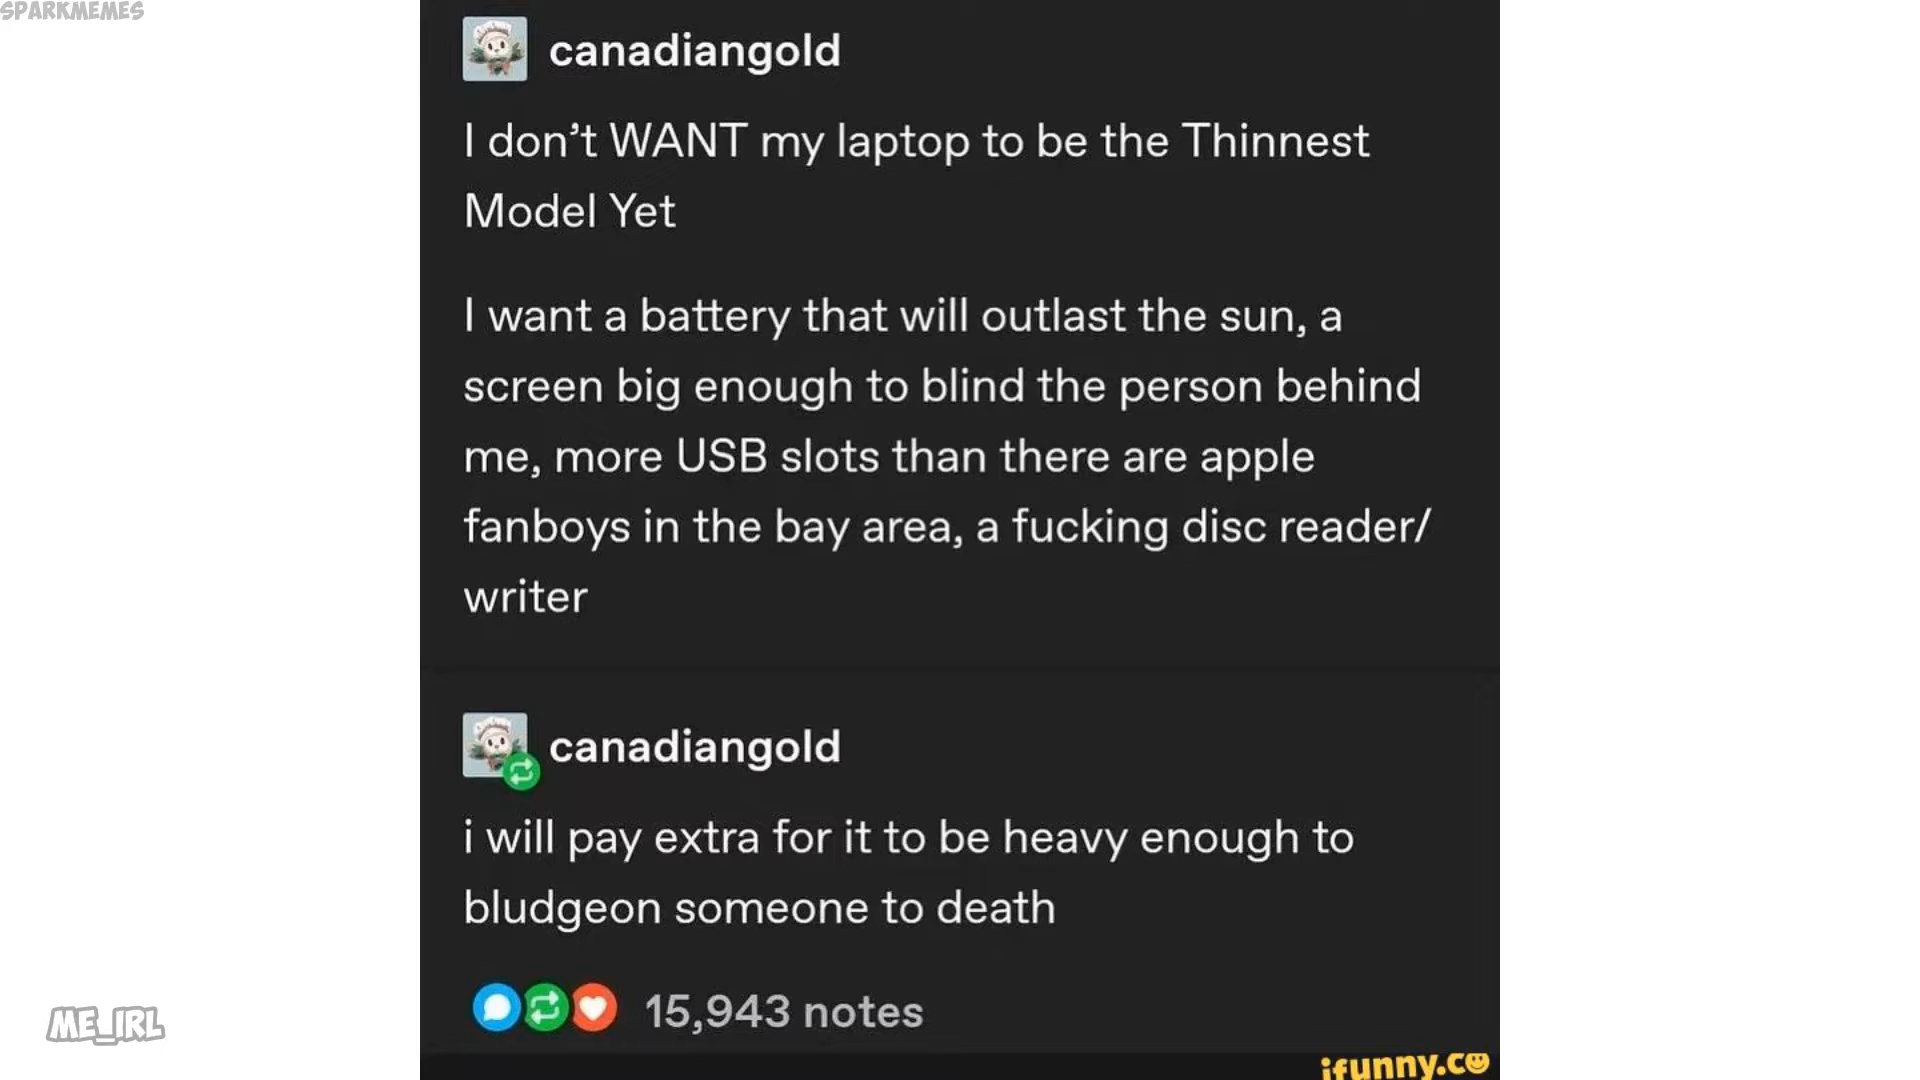 SPARKMEMES
canadiangold
I don’t WANT my laptop to be the Thinnest
Model Yet
I want a battery that will outlast the sun, a
screen big enough to blind the person behind
me, more USB slots than there are apple
fanboys in the bay area, a fucking disc reader/
writer
canadiangold
i will pay extra for it to be heavy enough to
bludgeon someone to death
15,943 notes
ME_IRL
ifunny.co